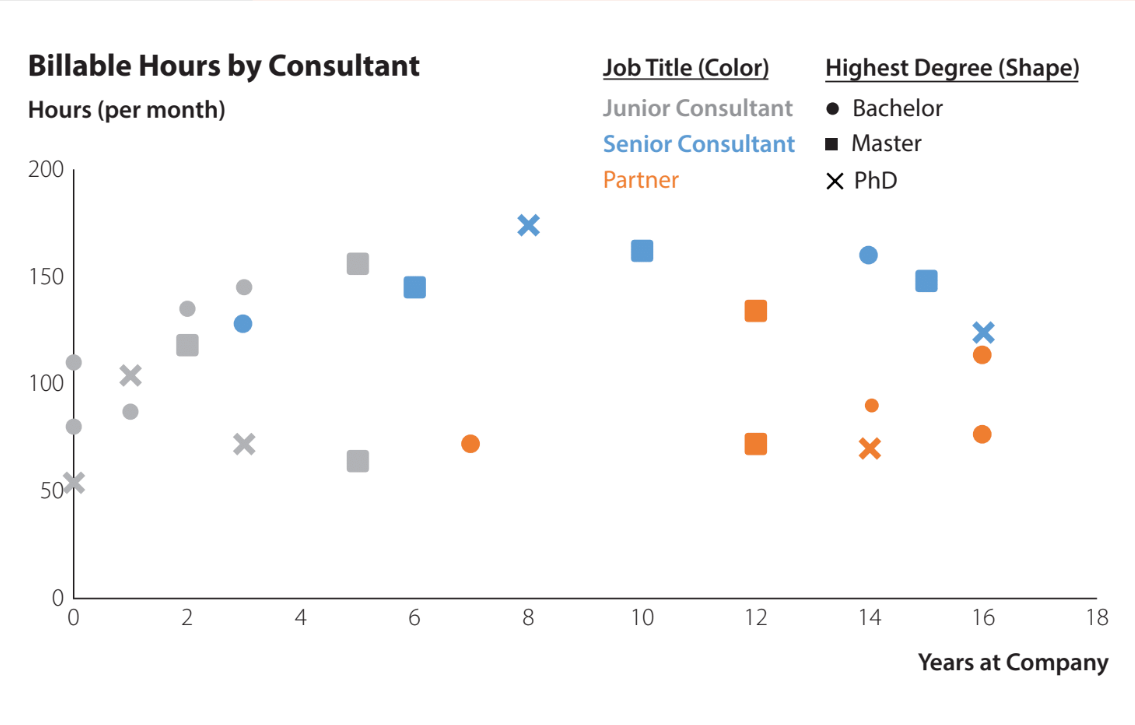 Billable Hours by Consultant
Hours (per month)
Job Title (Color)
Junior Consultant
Senior Consultant
Partner
Highest Degree (Shape)
Bachelor
Master
PhD
200
150
100
50
0
0 2 4 6 8 10 12 14 16 18
Years at Company